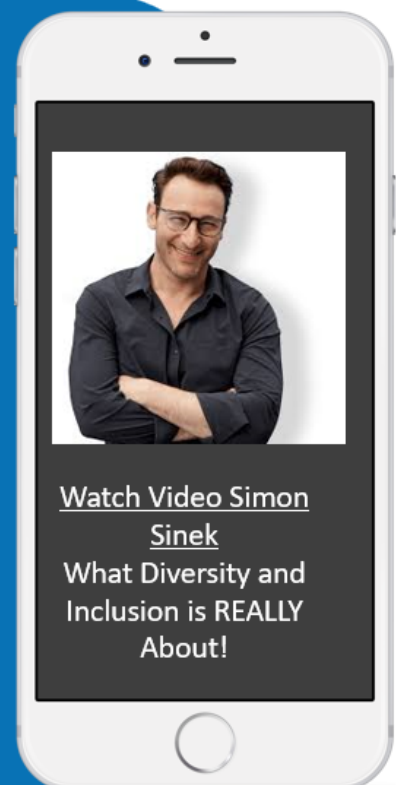 Watch Video Simon
Sinek
What Diversity and
Inclusion is REALLY
About!